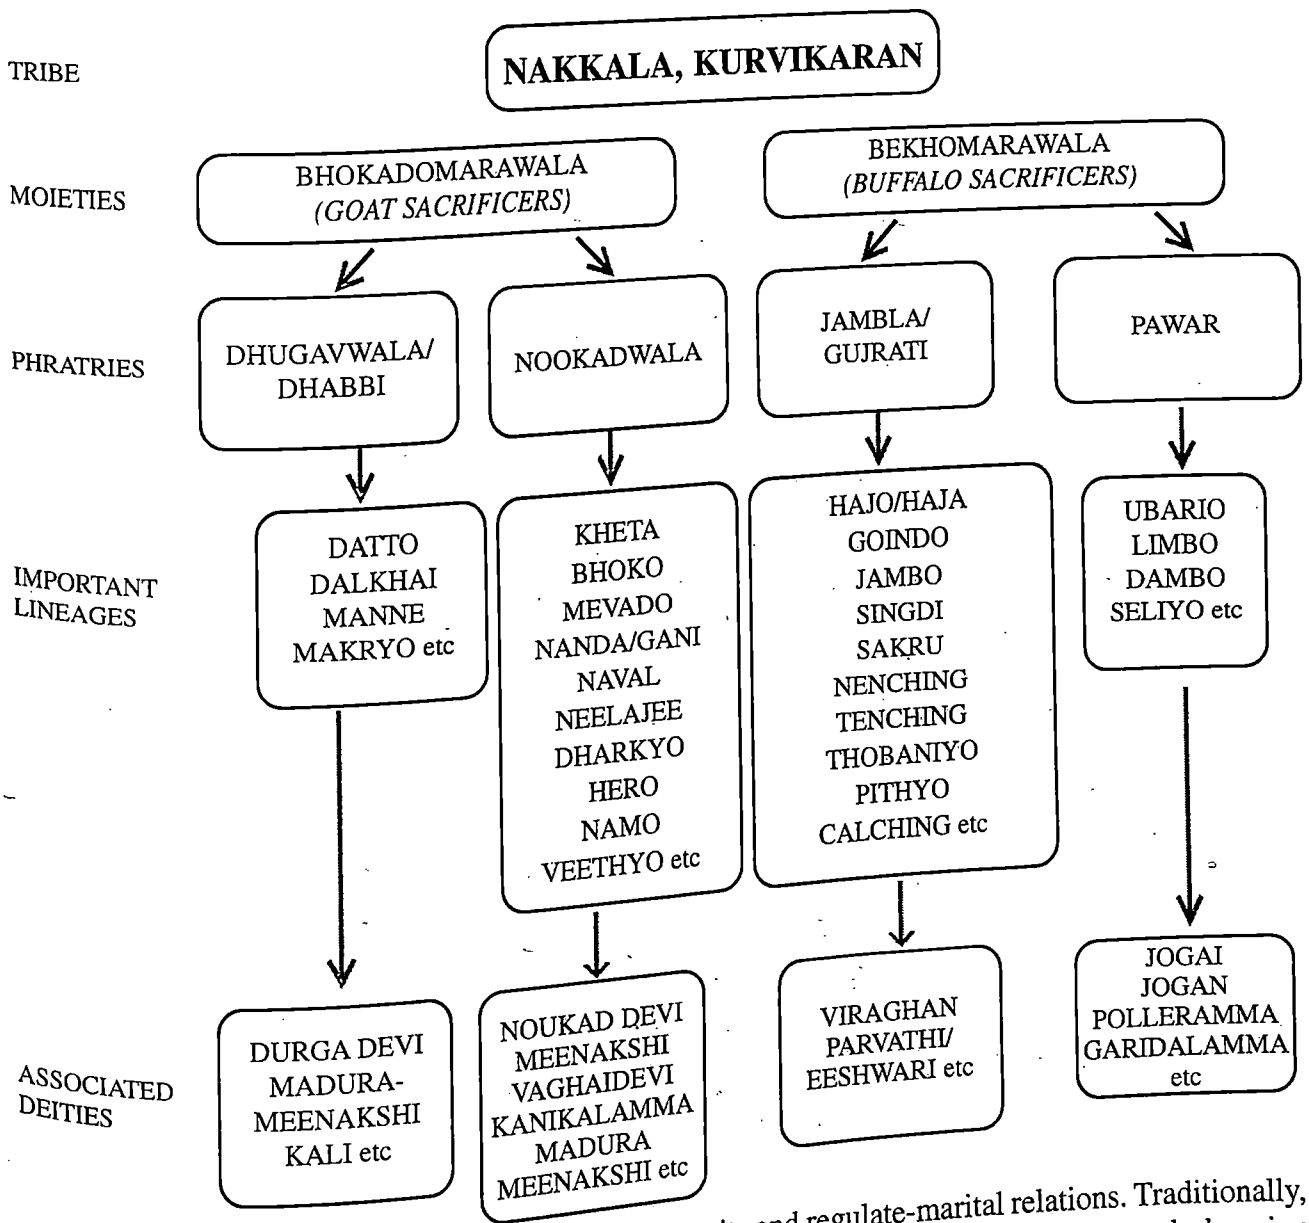 TRIBE
NAKKALA, KURVIKARAN
MOIETIES
BHOKADOMARAWALA
(GOAT SACRIFICERS)
BEKHOMARAWALA
(BUFFALO SACRIFICERS)
PHRATRIES
DHUGAVWALA/
DHABBI
NOOKADWALA
JAMBLA/
GUJRATI
PAWAR
IMPORTANT
LINEAGES
DATTO
DALKHAI
MANNE
MAKRYO etc
KHETA
BHOKO
MEVADO
NANDA/GANI
NAVAL
NEELAJEE
DHARKYO
HERO
NAMO
VEETHYO etc
HAJO/HAJA
GOINDO
JAMBO
SINGDI
SAKRU
NENCHING
TENCHING
THOBANIYO
PITHYO
CALCHING etc
UBARIO
LIMBO
DAMBO
SELIYO etc
ASSOCIATED
DEITIES
DURGA DEVI
MADURA-
MEENAKSHI
KALI etc
NOUKAD DEVI
MEENAKSHI
VAGHAIDEVI
KANIKALAMMA
MADURA
MEENAKSHI etc
VIRAGHAN
PARVATHI/
EESHWARI etc
JOGAI
JOGAN
POLLERAMMA
GARIDALAMMA
etc
and regulate-marital relations. Traditionally,